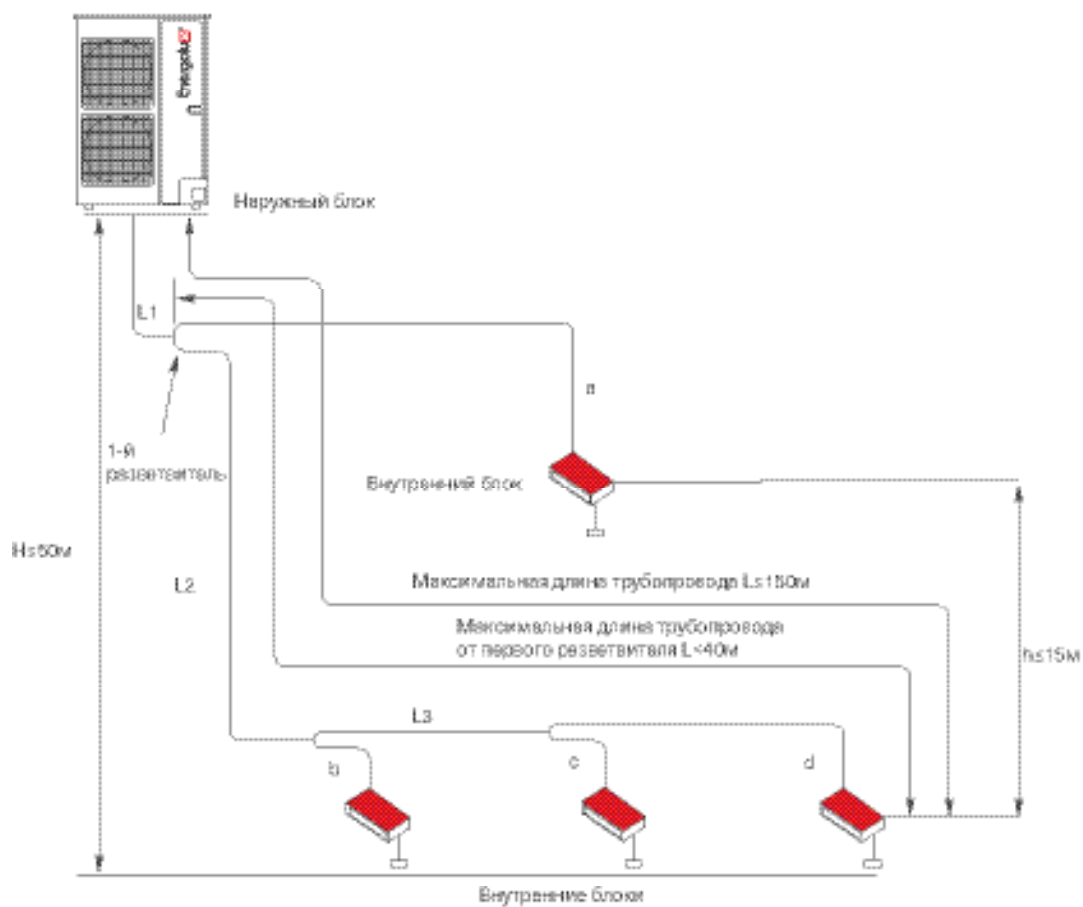 Energolux
Наружный блок
L1
a
1-й
разветвитель
Внутренний блок
H≤50м
L2
Максимальная длина трубопровода L≤150м
Максимальная длина трубопровода
от первого разветвителя L<40м
h≤15м
L3
b
c
d
Внутренние блоки